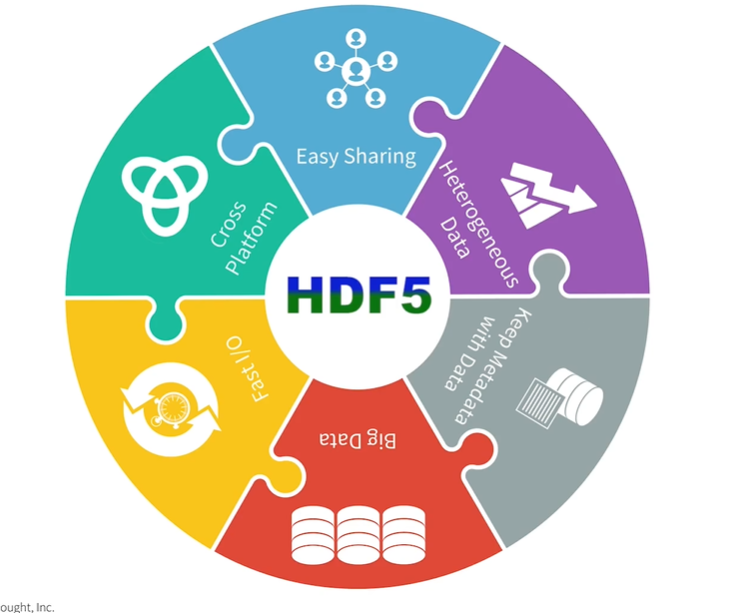 Easy Sharing
Heterogeneous
Data
Keep Metadata
with Data
Big Data
Fast I/O
Cross
Platform
HDF5
ought, Inc.